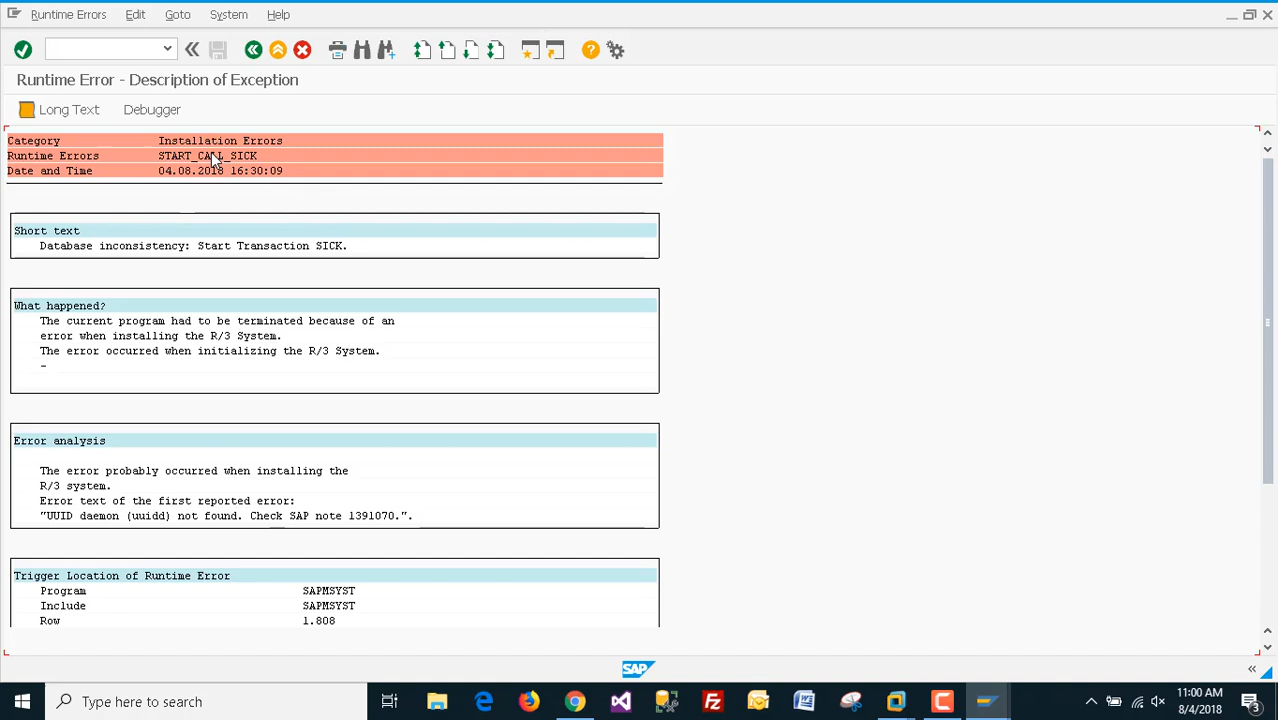 Runtime Errors Edit Goto System Help
Runtime Error - Description of Exception
Long Text Debugger
Category Installation Errors
Runtime Errors START_CALL_SICK
Date and Time 04.08.2018 16:30:09
Short text
Database inconsistency: Start Transaction SICK.
What happened?
The current program had to be terminated because of an
error when installing the R/3 System.
The error occurred when initializing the R/3 System.
-
Error analysis
The error probably occurred when installing the
R/3 system.
Error text of the first reported error:
"UUID daemon (uuidd) not found. Check SAP note 1391070.".
Trigger Location of Runtime Error
Program SAPMSYST
Include SAPMSYST
Row 1.808
SAP
Type here to search
11:00 AM
8/4/2018
3